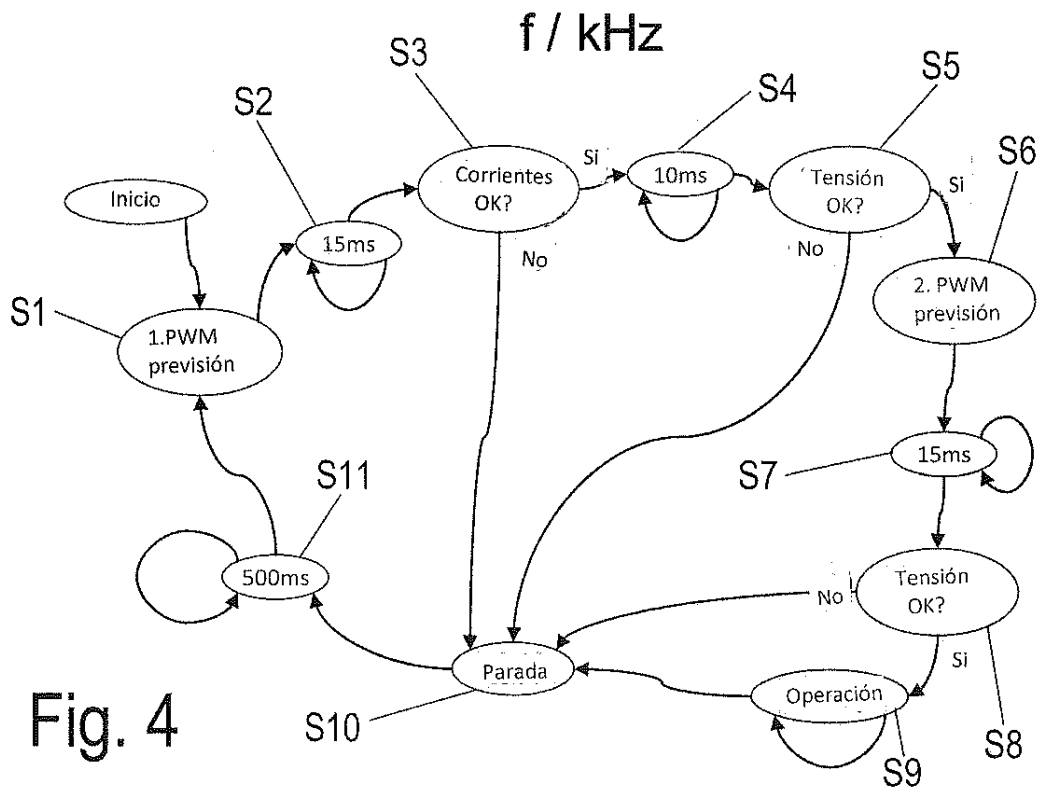 f / kHz
S3
S5
S2
S4
S6
Inicio
15ms
Corrientes
OK?
Si
10ms
Tensión
OK?
Si
No
No
S1
1.PWM
previsión
2. PWM
previsión
S7
15ms
S11
500ms
Tensión
OK?
No
Si
Parada
Operación
Fig. 4
S10
S9
S8